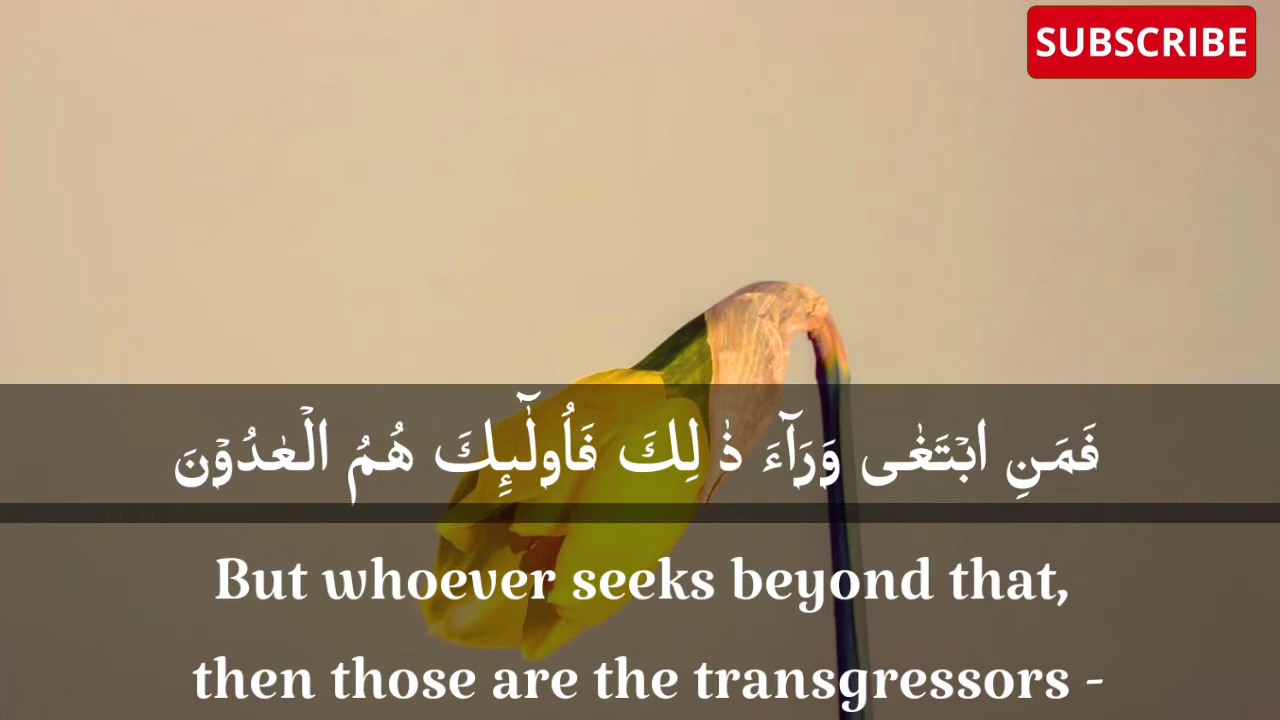 SUBSCRIBE
فَمَنِ ابْتَغٰى وَرَآءَ ذٰ لِكَ فَاُولٰٓٮِٕكَ هُمُ الْعٰدُوْنَ
But whoever seeks beyond that,
then those are the transgressors -